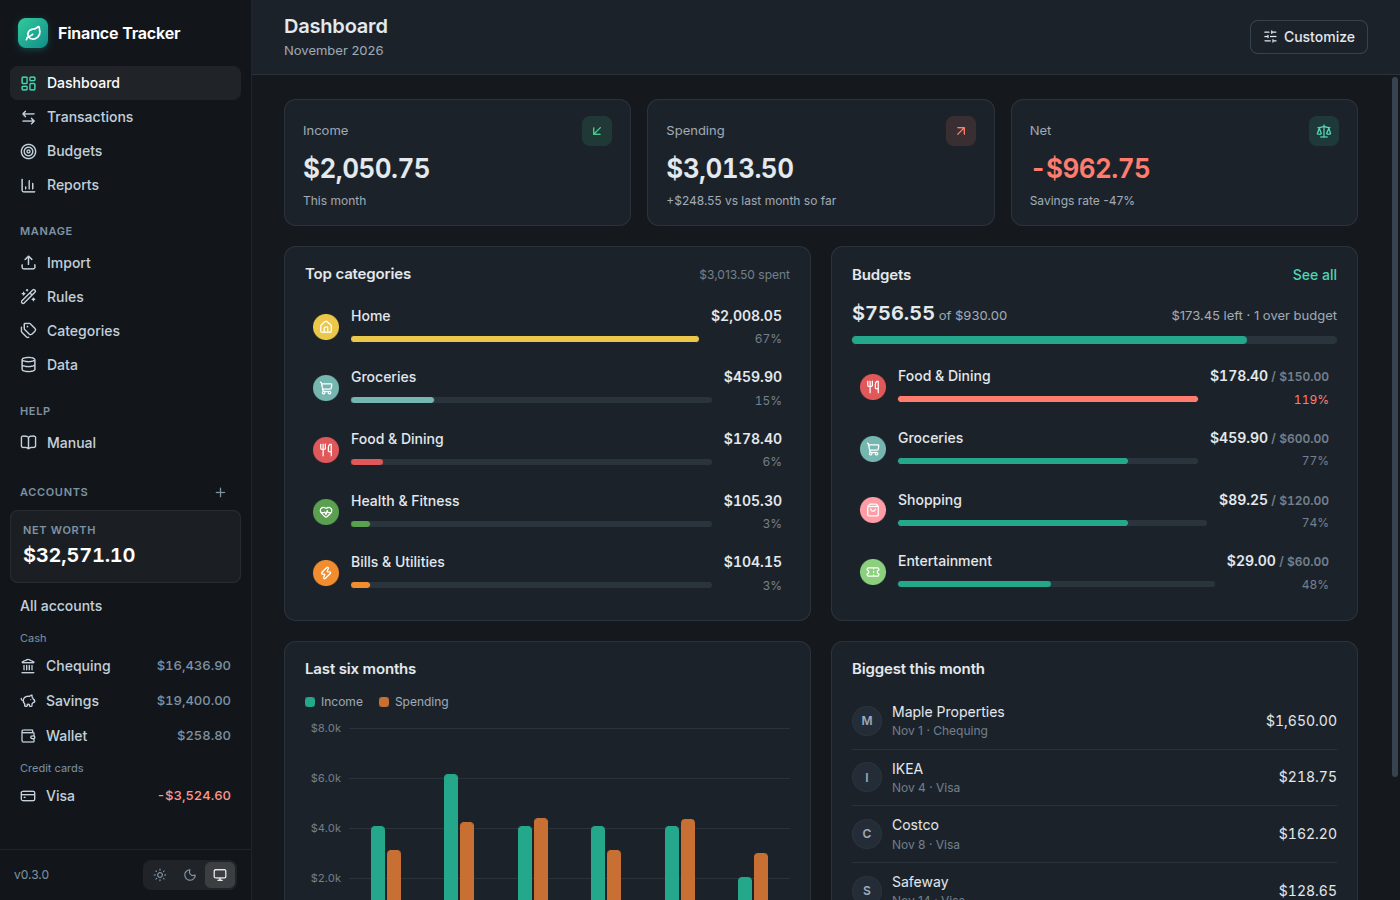 Finance Tracker
Dashboard
Transactions
Budgets
Reports
MANAGE
Import
Rules
Categories
Data
HELP
Manual
ACCOUNTS
NET WORTH
$32,571.10
All accounts
Cash
Chequing $16,436.90
Savings $19,400.00
Wallet $258.80
Credit cards
Visa -$3,524.60
v0.3.0
Dashboard
November 2026
Customize
Income
$2,050.75
This month
Spending
$3,013.50
+$248.55 vs last month so far
Net
-$962.75
Savings rate -47%
Top categories $3,013.50 spent
Home $2,008.05
67%
Groceries $459.90
15%
Food & Dining $178.40
6%
Health & Fitness $105.30
3%
Bills & Utilities $104.15
3%
Budgets See all
$756.55 of $930.00 $173.45 left · 1 over budget
Food & Dining $178.40 / $150.00
119%
Groceries $459.90 / $600.00
77%
Shopping $89.25 / $120.00
74%
Entertainment $29.00 / $60.00
48%
Last six months
Income Spending
$8.0k
$6.0k
$4.0k
$2.0k
Biggest this month
M Maple Properties $1,650.00
Nov 1 · Chequing
I IKEA $218.75
Nov 4 · Visa
C Costco $162.20
Nov 8 · Visa
S Safeway $128.65
Nov 14 · Visa